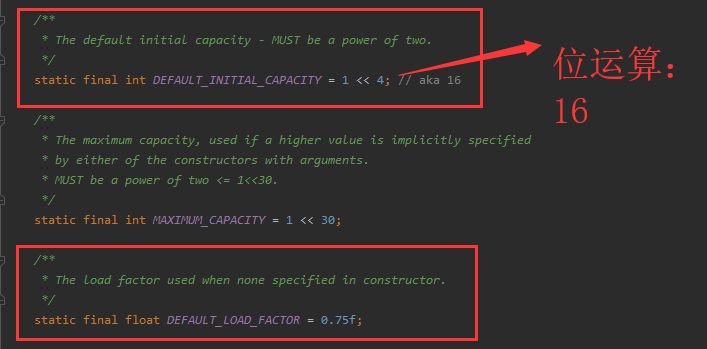 /**
* The default initial capacity - MUST be a power of two.
*/
static final int DEFAULT_INITIAL_CAPACITY = 1 << 4; // aka 16
位运算：
16
/**
* The maximum capacity, used if a higher value is implicitly specified
* by either of the constructors with arguments.
* MUST be a power of two <= 1<<30.
*/
static final int MAXIMUM_CAPACITY = 1 << 30;
/**
* The load factor used when none specified in constructor.
*/
static final float DEFAULT_LOAD_FACTOR = 0.75f;